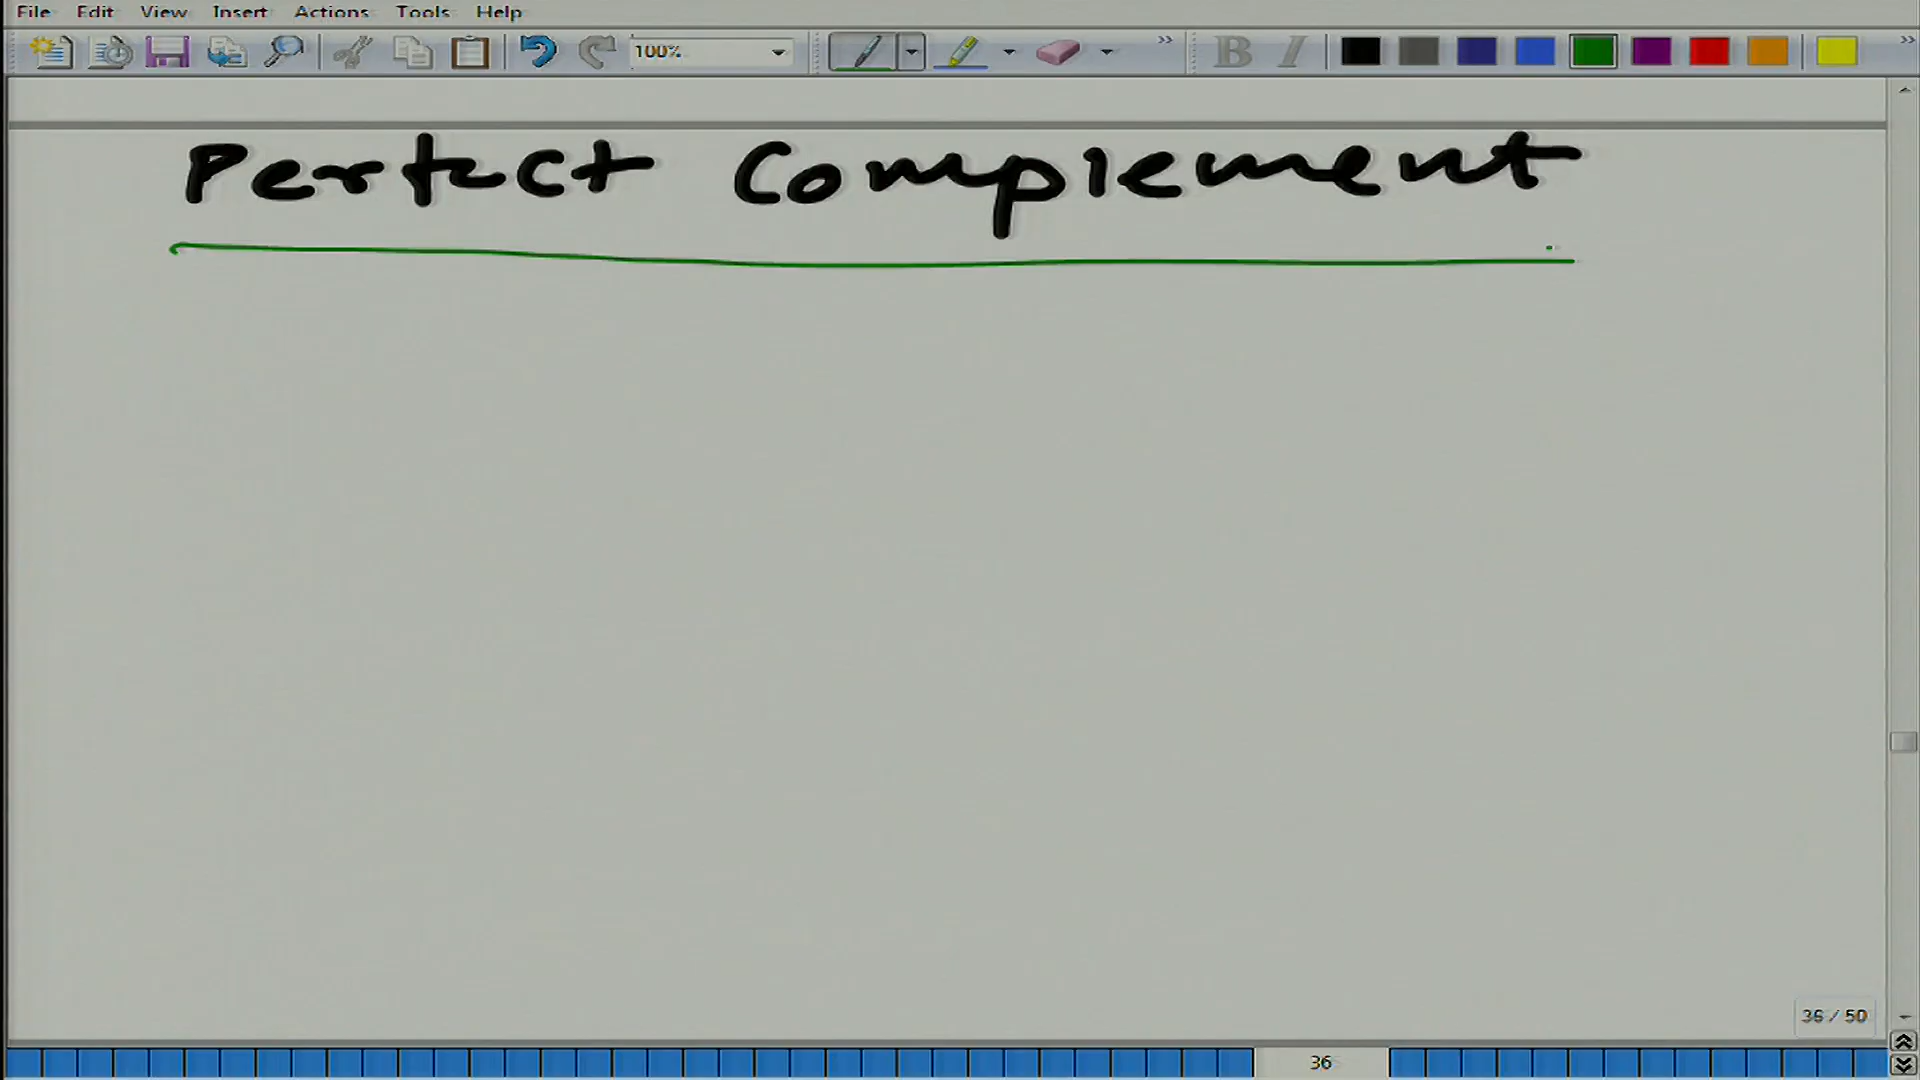 File Edit View Insert Actions Tools Help
100% B I
Perfect Complement
36 / 50
36